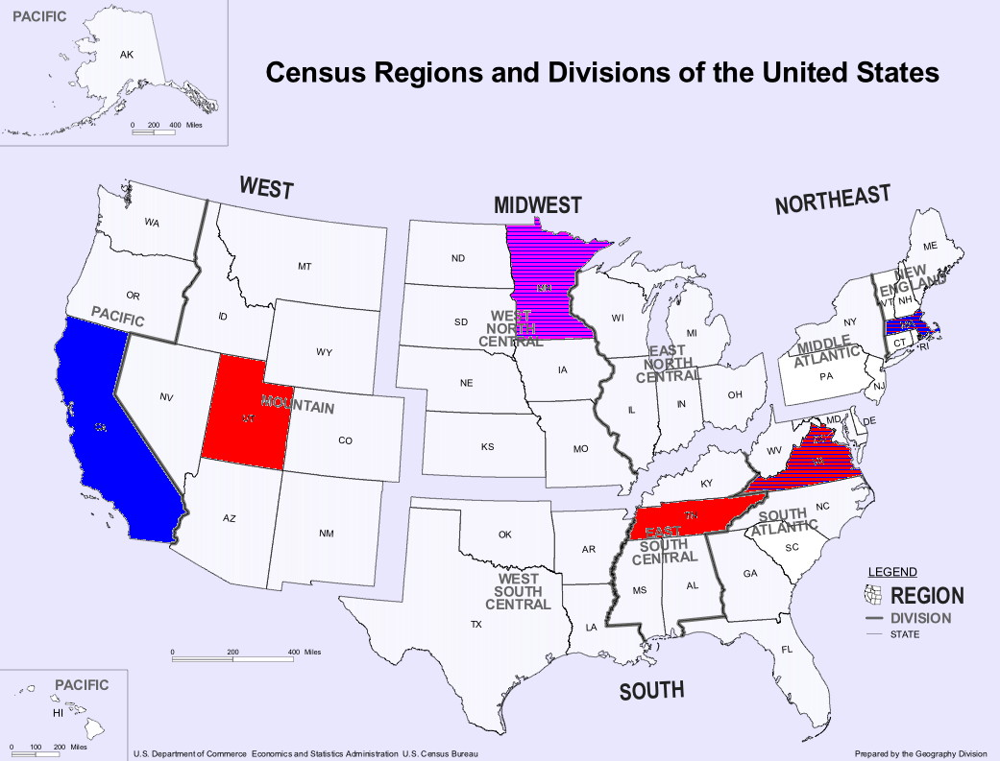 PACIFIC
AK
0 200 400 Miles
Census Regions and Divisions of the United States
WEST
MIDWEST
NORTHEAST
WA
MT
ND
ME
OR
ID
SD
WI
MI
NY
VT
NH
NEW
ENGLAND
PACIFIC
WEST
NORTH
CENTRAL
EAST
NORTH
CENTRAL
MIDDLE
ATLANTIC
CT
RI
WY
NE
IA
IL
IN
OH
PA
NJ
NV
MOUNTAIN
CO
KS
MO
WV
MD
DE
KY
AZ
NM
OK
AR
NC
SOUTH
ATLANTIC
SC
EAST
SOUTH
CENTRAL
MS
AL
GA
WEST
SOUTH
CENTRAL
TX
LA
FL
0 200 400 Miles
SOUTH
LEGEND
REGION
DIVISION
STATE
PACIFIC
HI
0 100 200 Miles
U.S. Department of Commerce Economics and Statistics Administration U.S. Census Bureau
Prepared by the Geography Division